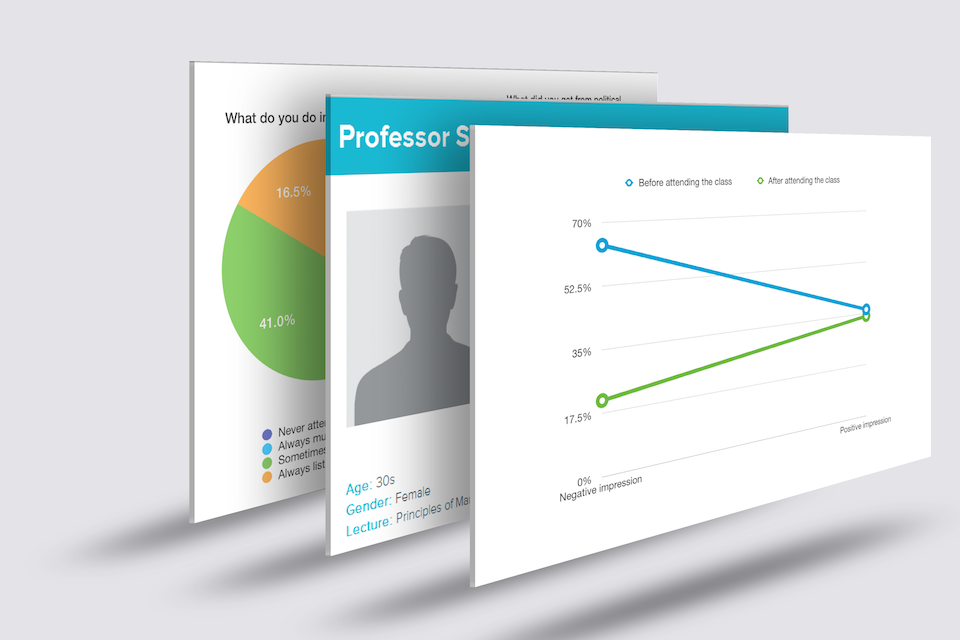 What did you get from political
What do you do in
16.5%
41.0%
Never atte
Always mu
Sometimes
Always list
Professor S
Age: 30s
Gender: Female
Lecture: Principles of Ma
Before attending the class
After attending the class
70%
52.5%
35%
17.5%
0%
Negative impression
Positive impression